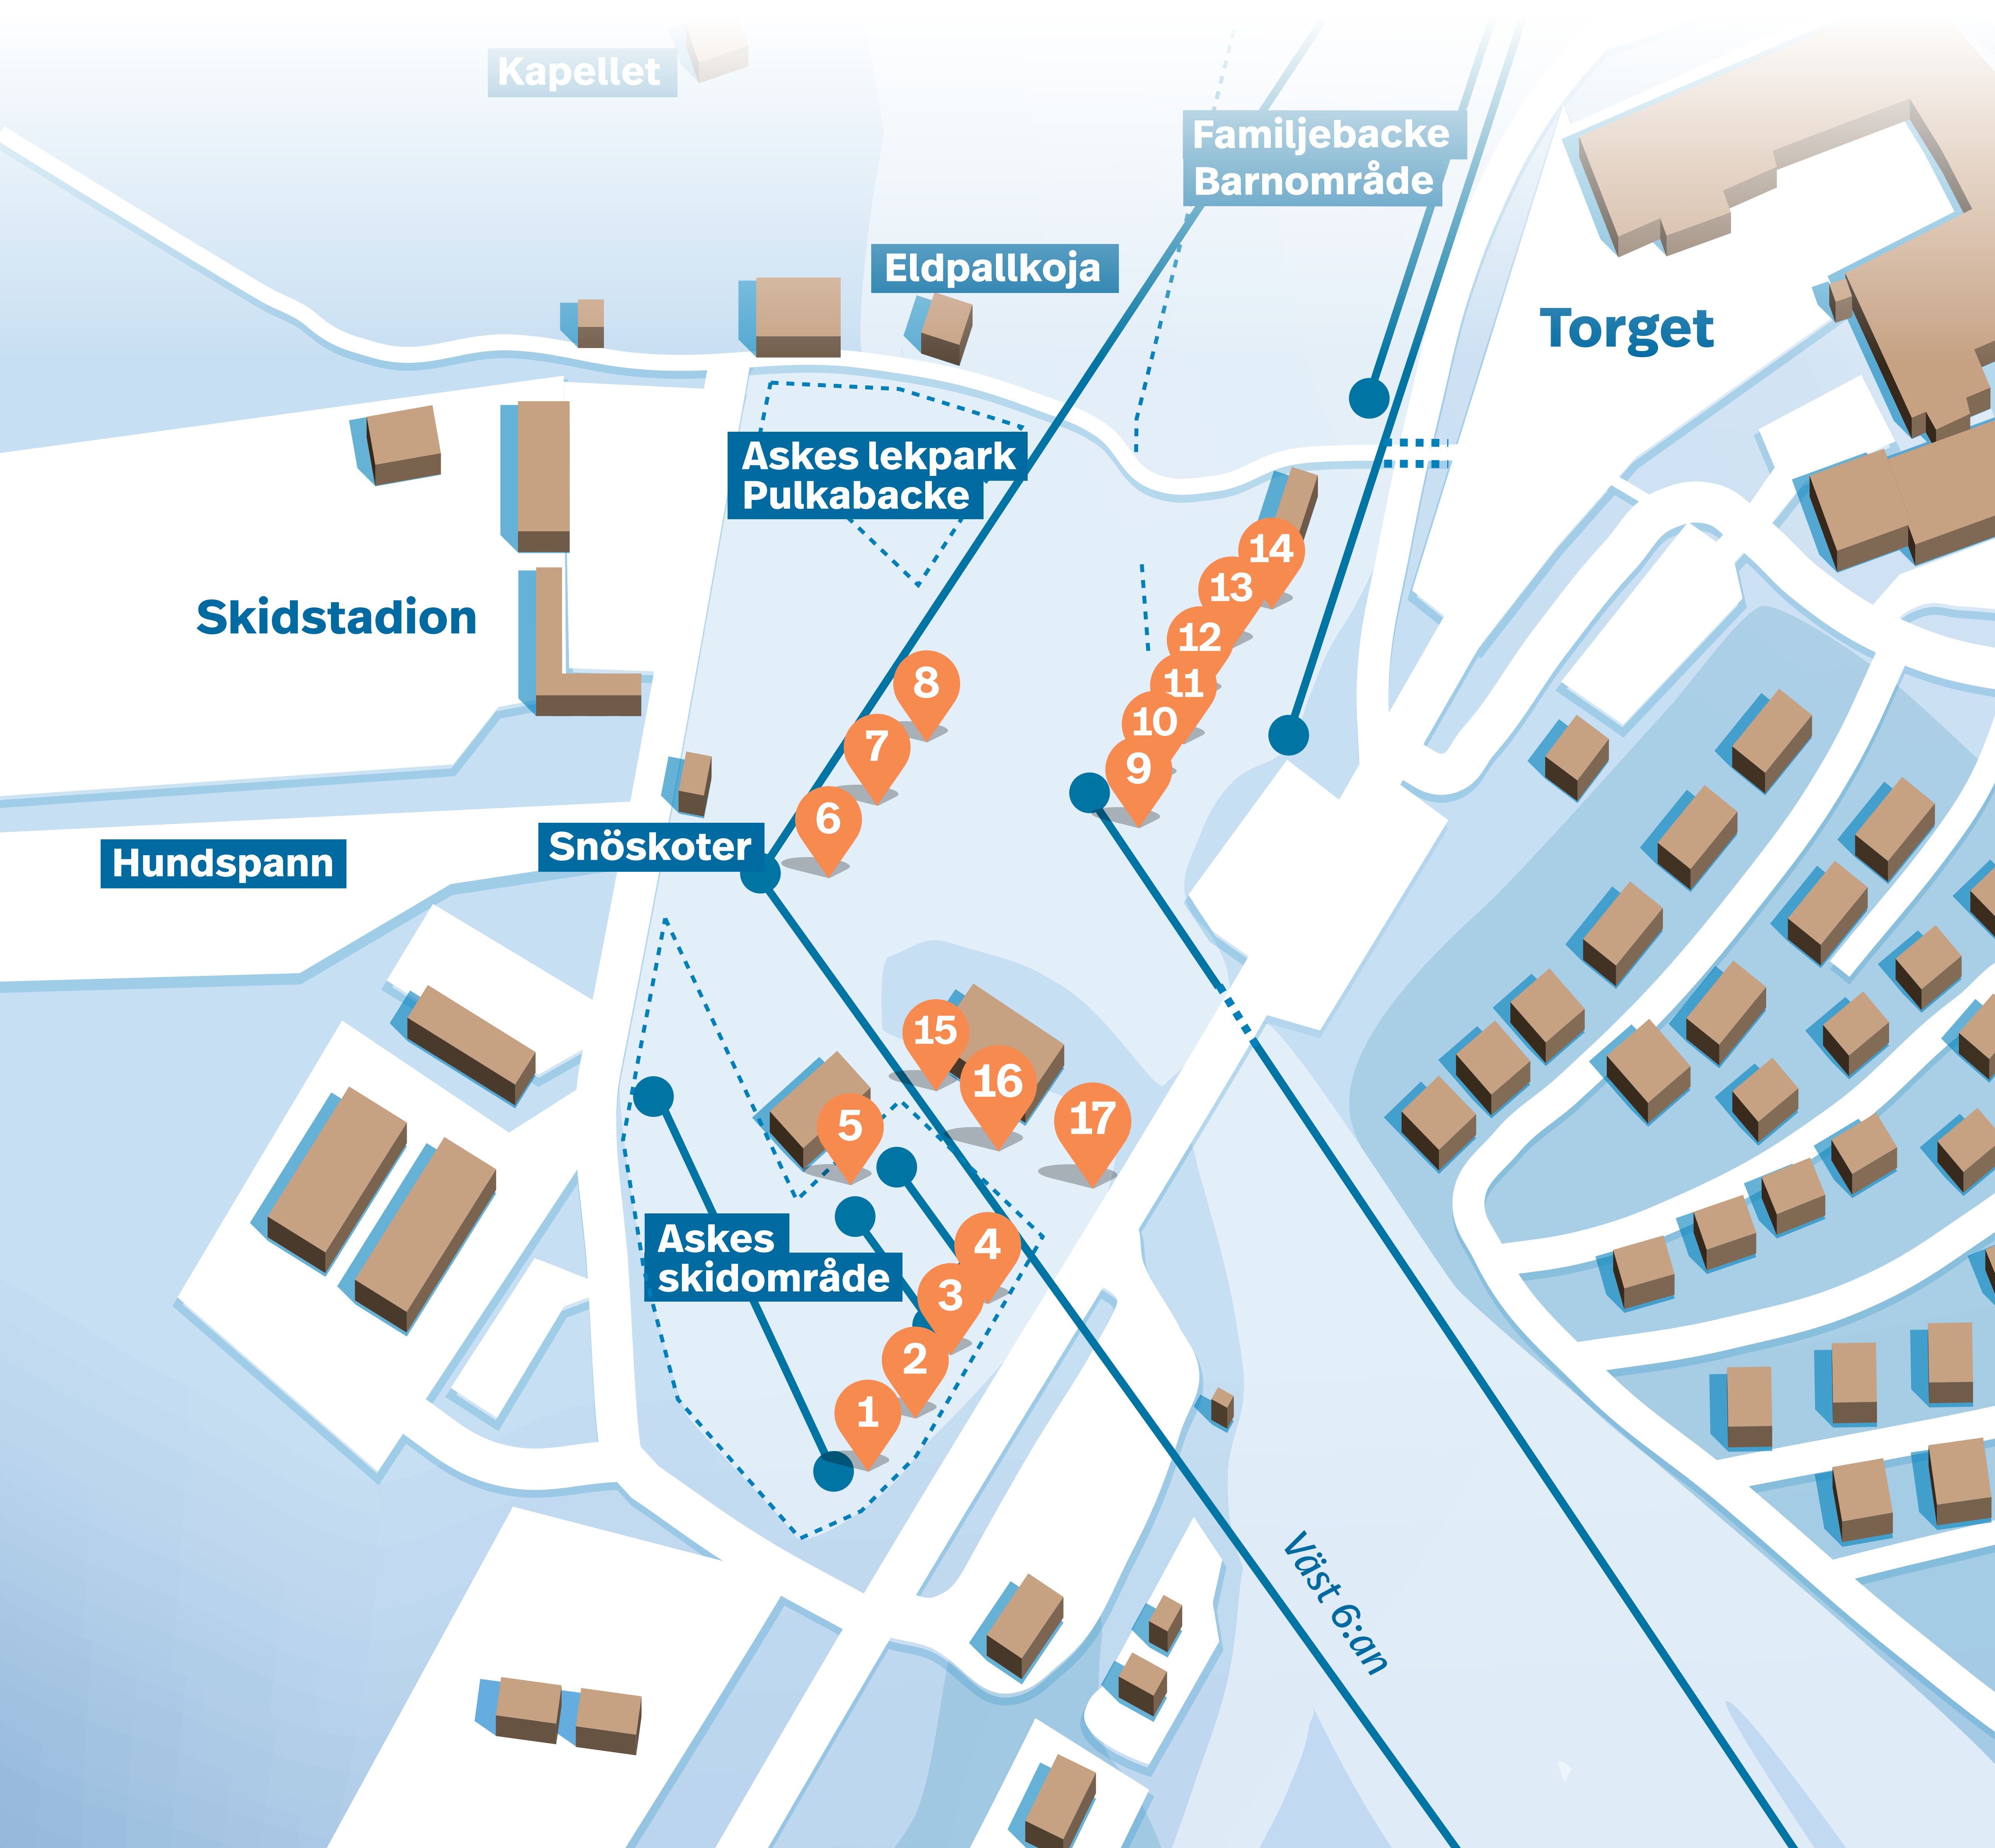 Kapellet
Familjebacke
Barnområde
Eldpallkoja
Torget
Askes lekpark
Pulkabacke
Skidstadion
14
13
12
11
10
9
8
7
6
Snöskoter
Hundspann
15
16
17
5
Askes
skidområde
4
3
2
1
Väst 6:an